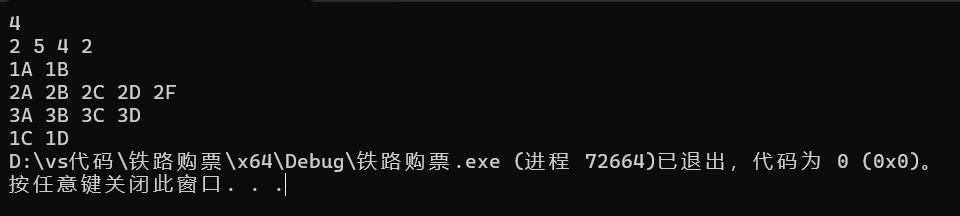 4
2 5 4 2
1A 1B
2A 2B 2C 2D 2F
3A 3B 3C 3D
1C 1D
D:\vs代码\铁路购票\x64\Debug\铁路购票.exe (进程 72664)已退出，代码为 0 (0x0)。
按任意键关闭此窗口. . .